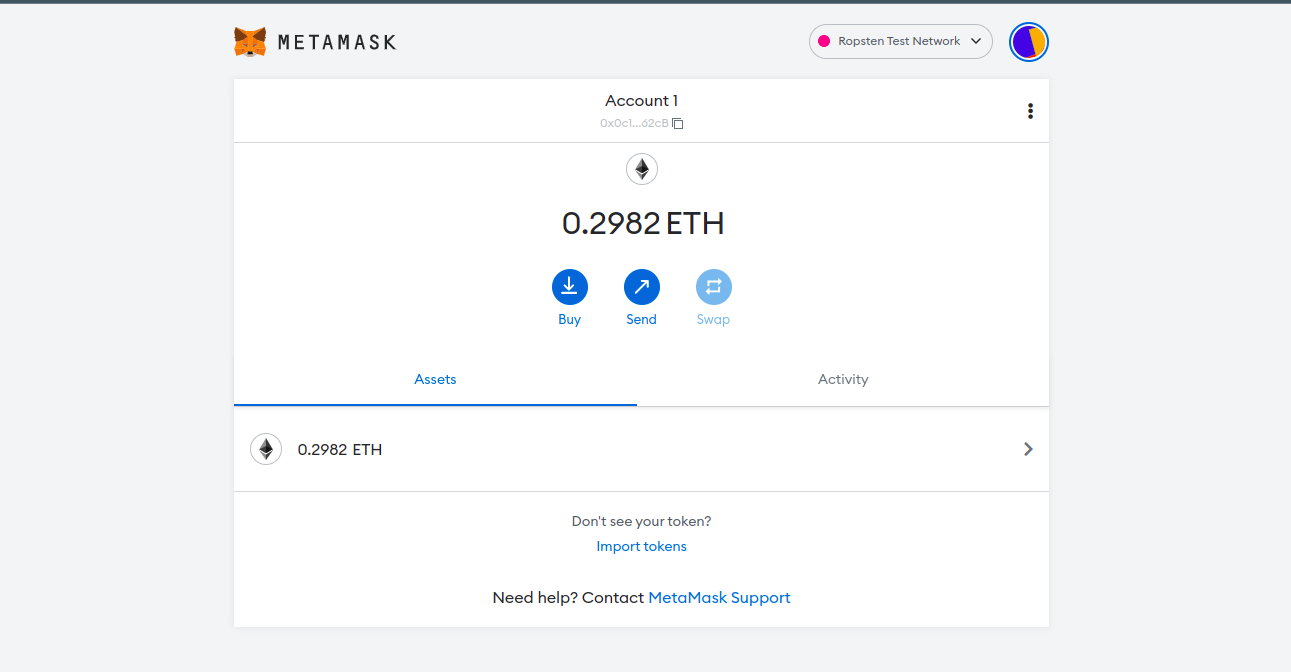 METAMASK
Ropsten Test Network
Account 1
0x0c1...62cB
0.2982 ETH
Buy Send Swap
Assets Activity
0.2982 ETH
Don't see your token?
Import tokens
Need help? Contact MetaMask Support